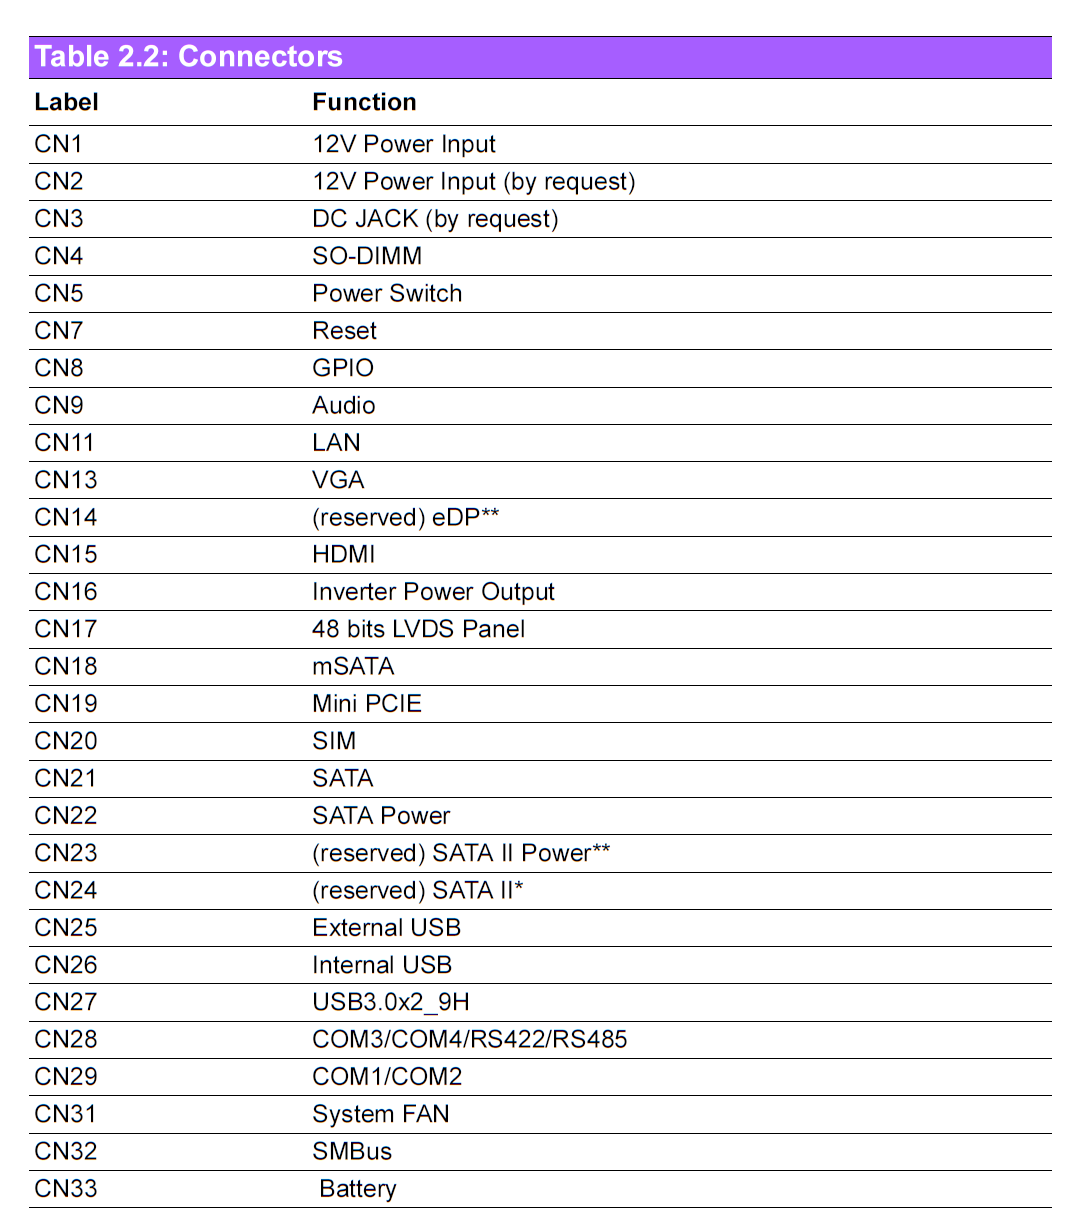 Table 2.2: Connectors
Label Function
CN1 12V Power Input
CN2 12V Power Input (by request)
CN3 DC JACK (by request)
CN4 SO-DIMM
CN5 Power Switch
CN7 Reset
CN8 GPIO
CN9 Audio
CN11 LAN
CN13 VGA
CN14 (reserved) eDP**
CN15 HDMI
CN16 Inverter Power Output
CN17 48 bits LVDS Panel
CN18 mSATA
CN19 Mini PCIE
CN20 SIM
CN21 SATA
CN22 SATA Power
CN23 (reserved) SATA II Power**
CN24 (reserved) SATA II*
CN25 External USB
CN26 Internal USB
CN27 USB3.0x2_9H
CN28 COM3/COM4/RS422/RS485
CN29 COM1/COM2
CN31 System FAN
CN32 SMBus
CN33 Battery